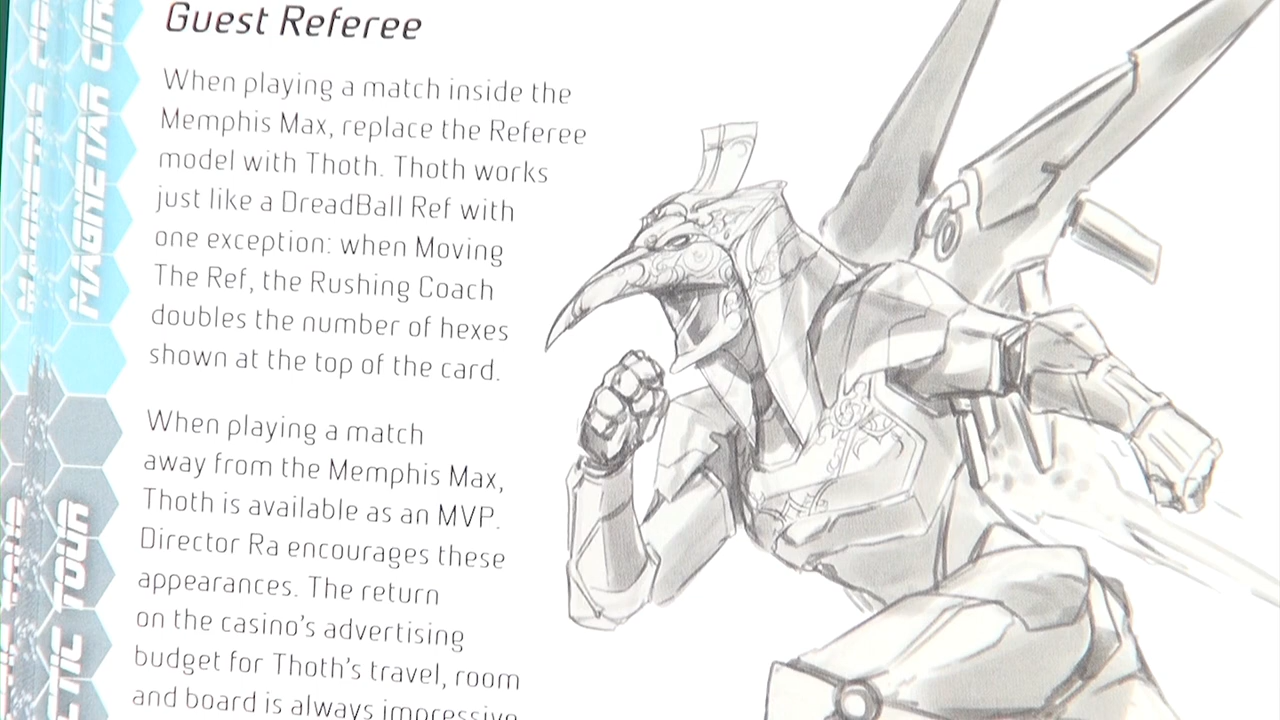 Guest Referee
When playing a match inside the
Memphis Max, replace the Referee
model with Thoth. Thoth works
just like a DreadBall Ref with
one exception: when Moving
The Ref, the Rushing Coach
doubles the number of hexes
shown at the top of the card.
When playing a match
away from the Memphis Max,
Thoth is available as an MVP.
Director Ra encourages these
appearances. The return
on the casino's advertising
budget for Thoth's travel, room
and board is always impressive
MAGNETAR
TOUR